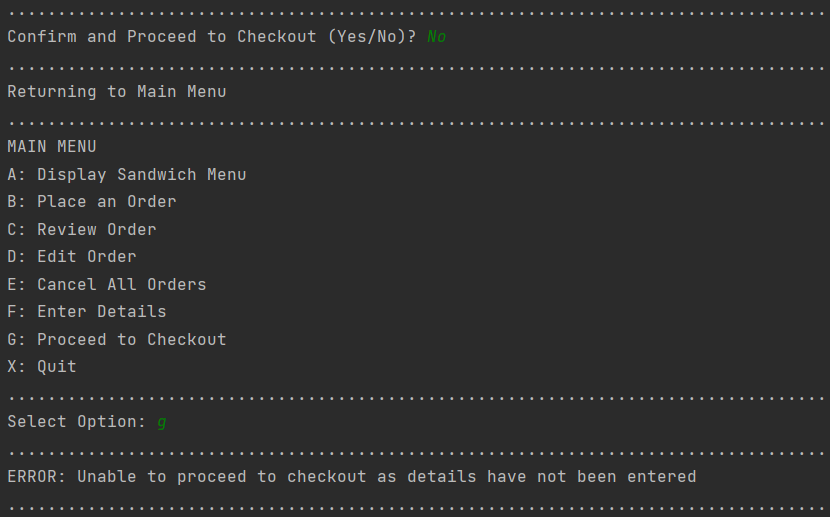 Confirm and Proceed to Checkout (Yes/No)? No
Returning to Main Menu
MAIN MENU
A: Display Sandwich Menu
B: Place an Order
C: Review Order
D: Edit Order
E: Cancel All Orders
F: Enter Details
G: Proceed to Checkout
X: Quit
Select Option: g
ERROR: Unable to proceed to checkout as details have not been entered